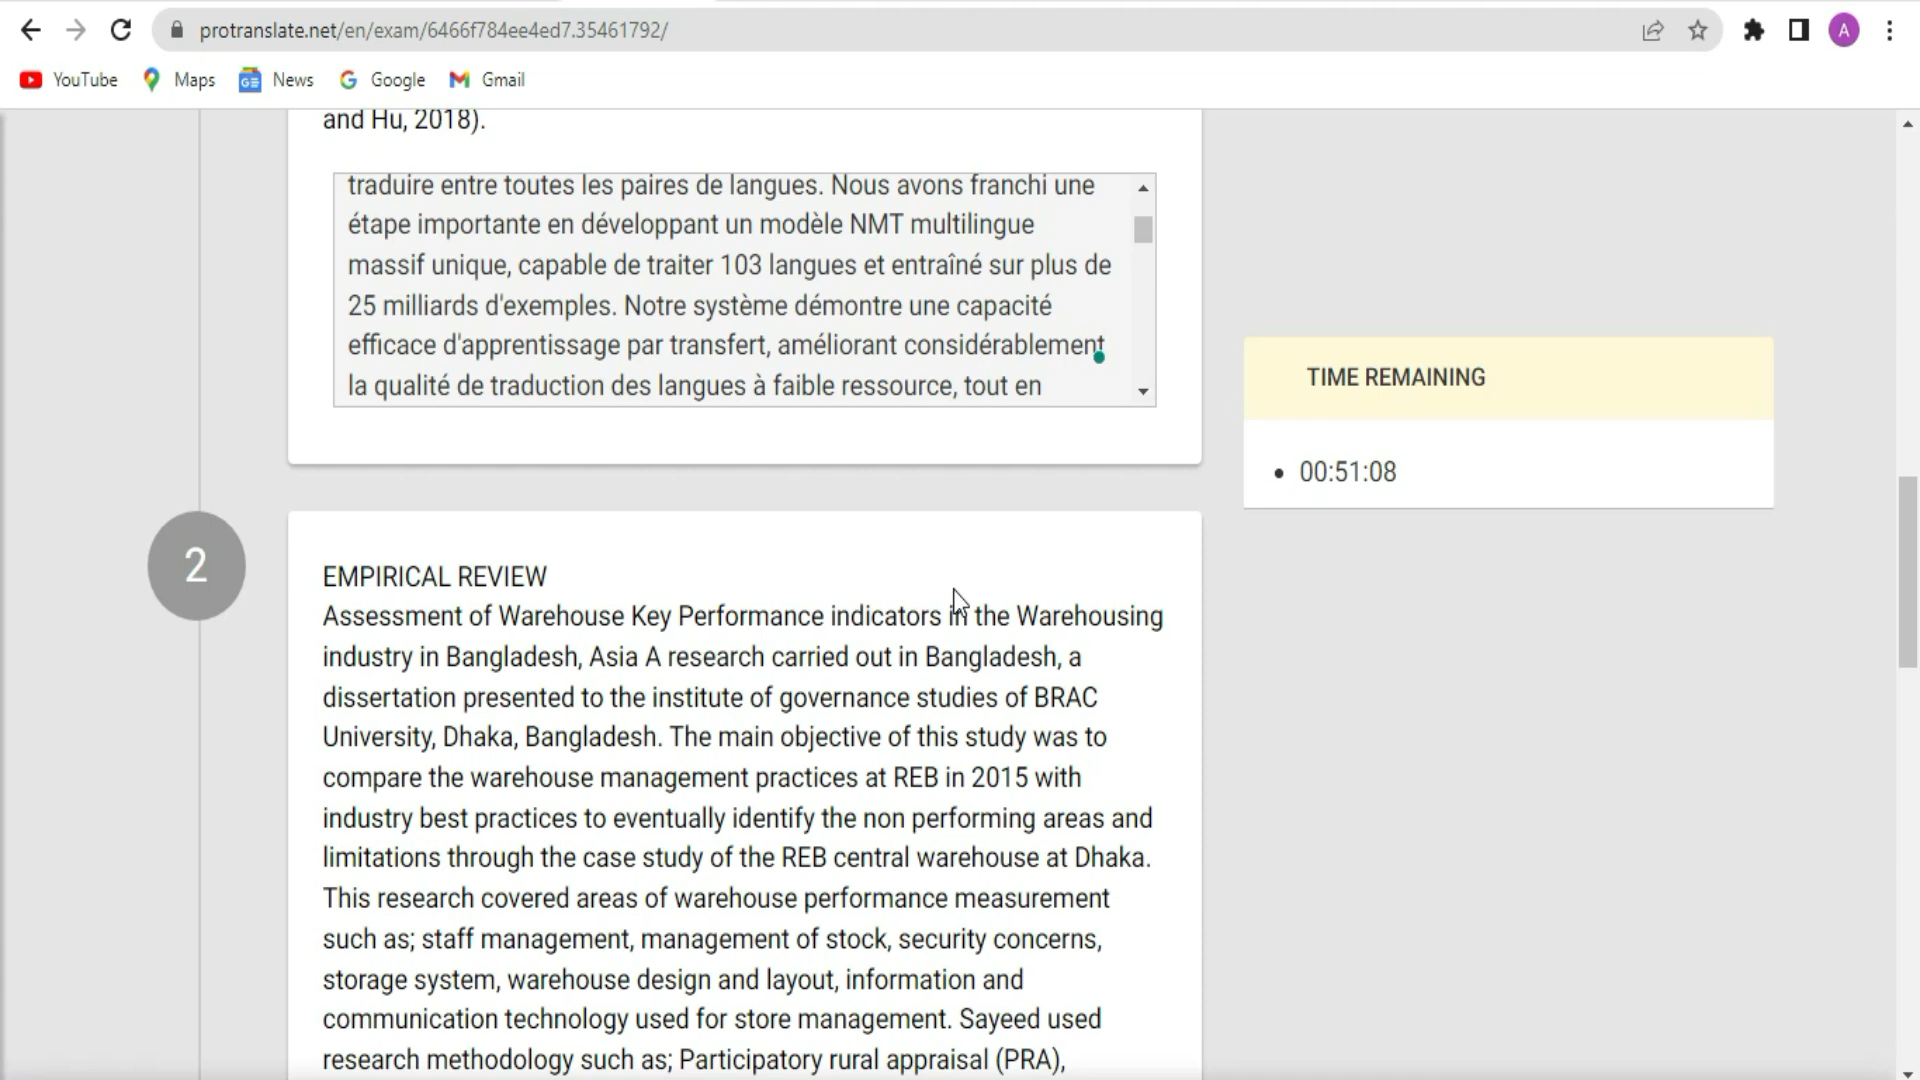 protranslate.net/en/exam/6466f784ee4ed7.35461792/
A
YouTube
Maps
News
Google
Gmail
and Hu, 2018).
traduire entre toutes les paires de langues. Nous avons franchi une
étape importante en développant un modèle NMT multilingue
massif unique, capable de traiter 103 langues et entraîné sur plus de
25 milliards d'exemples. Notre système démontre une capacité
efficace d'apprentissage par transfert, améliorant considérablement
la qualité de traduction des langues à faible ressource, tout en
TIME REMAINING
00:51:08
2
EMPIRICAL REVIEW
Assessment of Warehouse Key Performance indicators in the Warehousing
industry in Bangladesh, Asia A research carried out in Bangladesh, a
dissertation presented to the institute of governance studies of BRAC
University, Dhaka, Bangladesh. The main objective of this study was to
compare the warehouse management practices at REB in 2015 with
industry best practices to eventually identify the non performing areas and
limitations through the case study of the REB central warehouse at Dhaka.
This research covered areas of warehouse performance measurement
such as; staff management, management of stock, security concerns,
storage system, warehouse design and layout, information and
communication technology used for store management. Sayeed used
research methodology such as; Participatory rural appraisal (PRA),